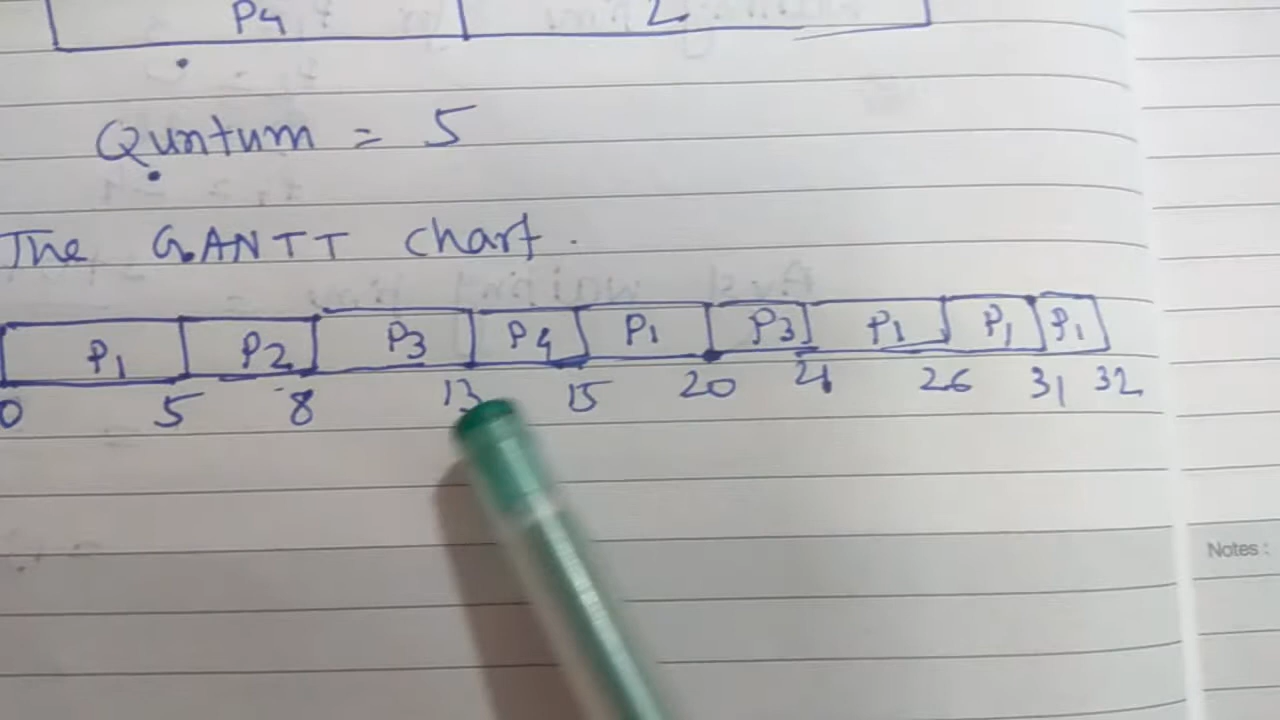 P4 2
Quntum = 5
The GANTT chart.
P1 P2 P3 P4 P1 P3 P1 P1 P1
0 5 8 13 15 20 21 26 31 32
Notes :